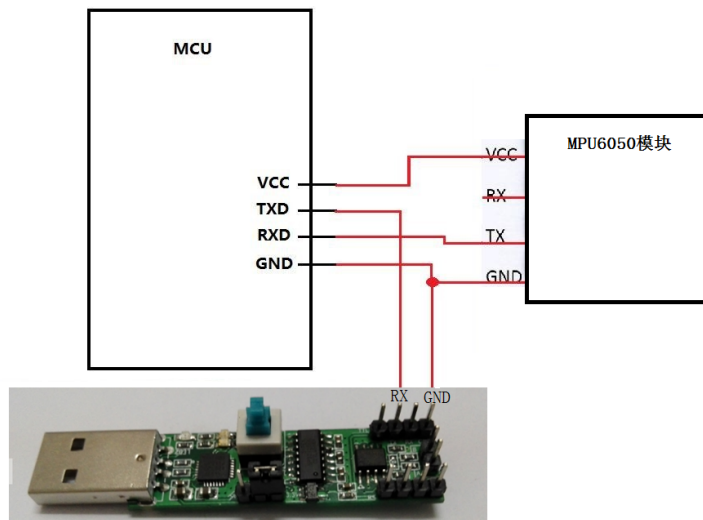 MCU
MPU6050模块
VCC
RX
TX
GND
VCC
TXD
RXD
GND
RX GND